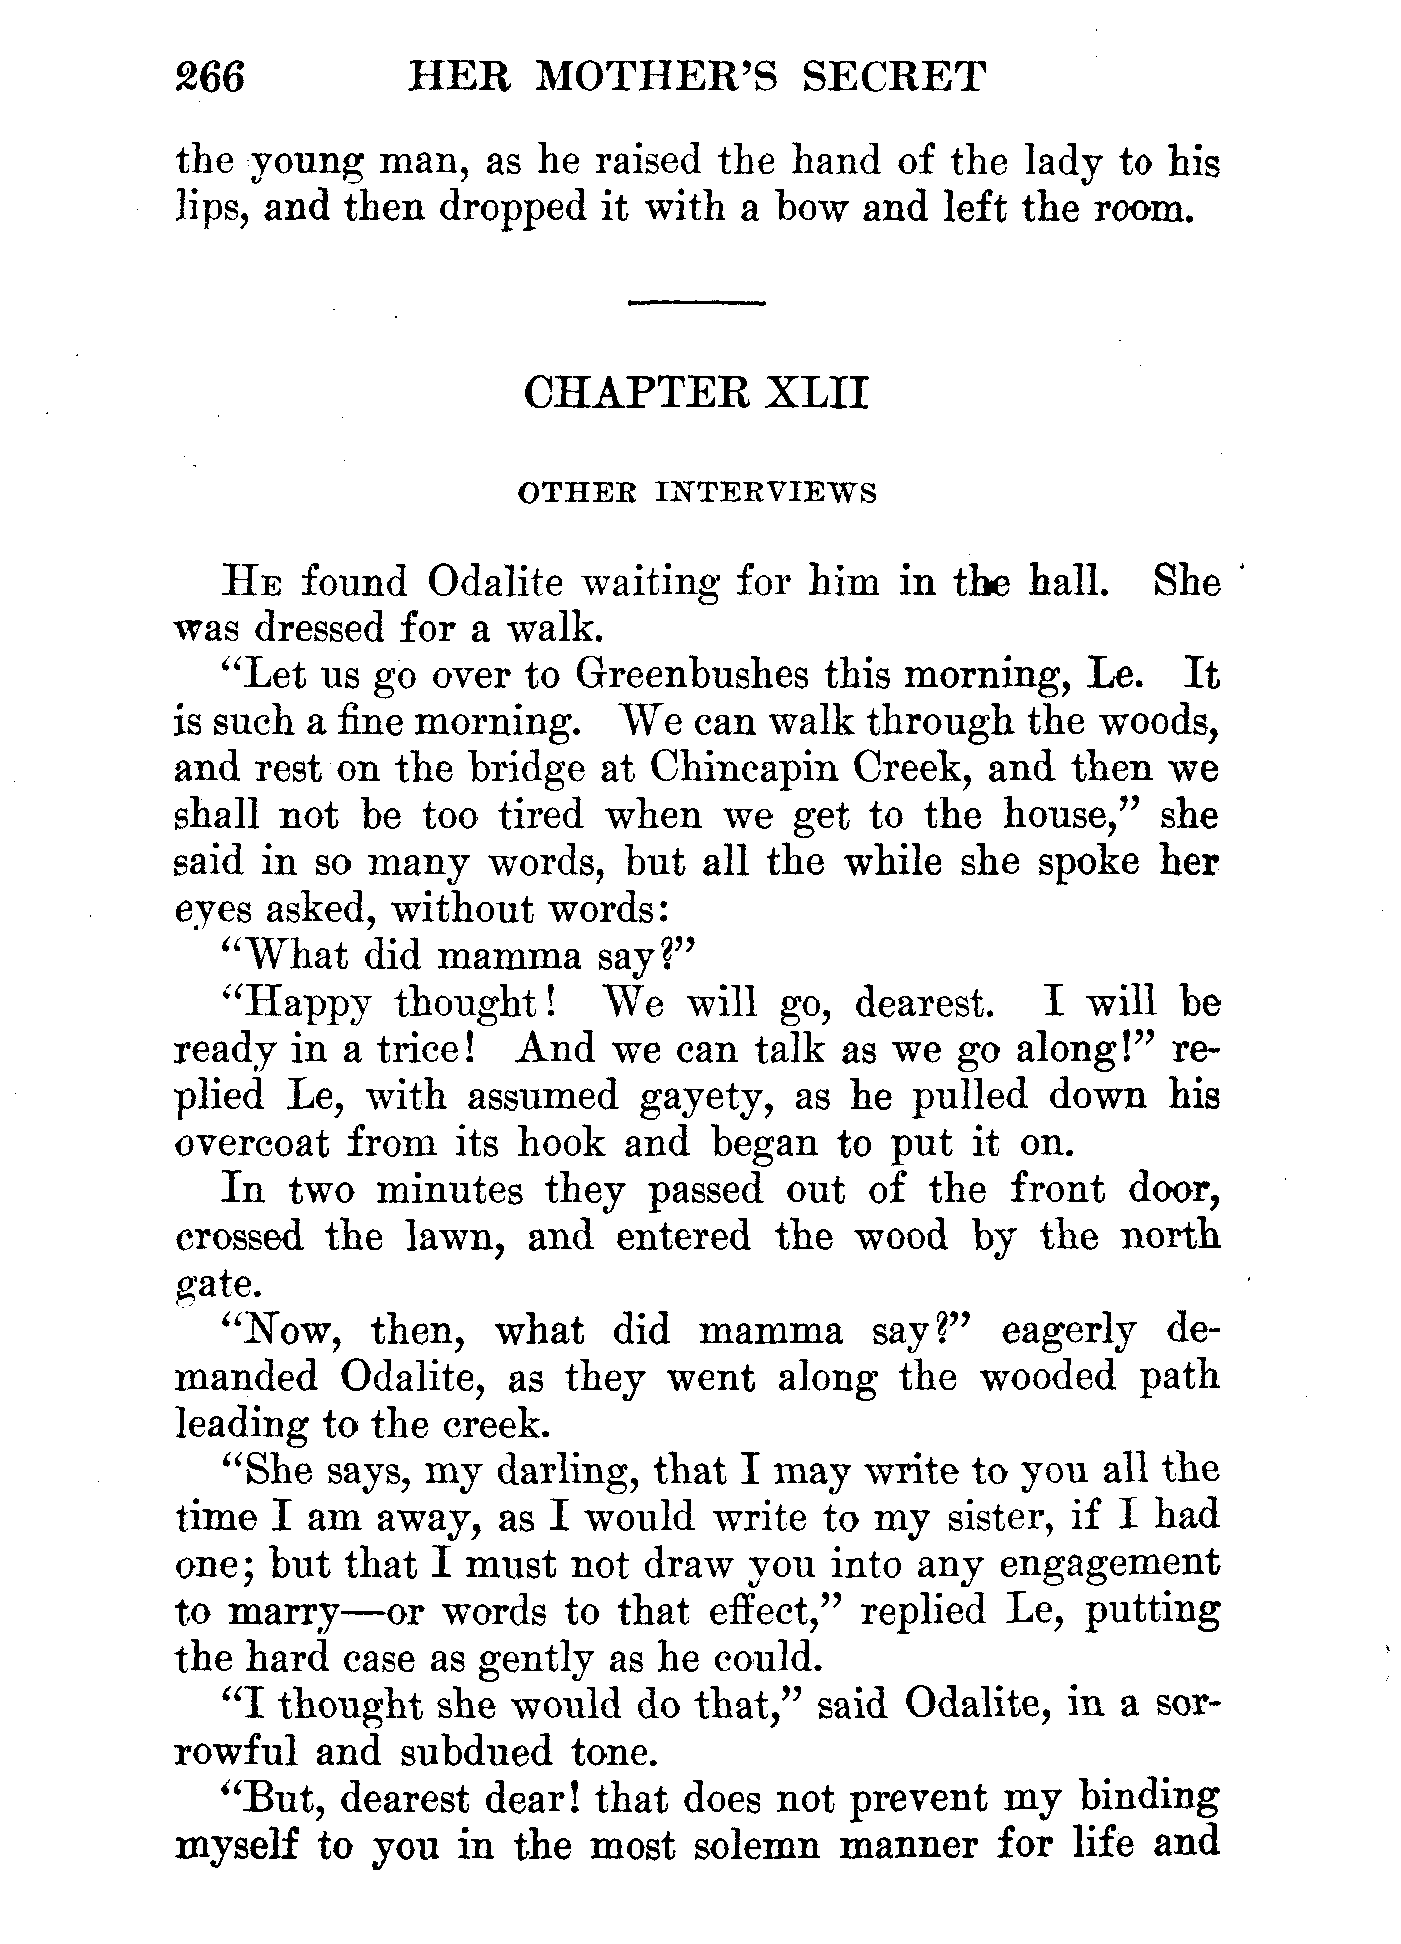 266 HER MOTHER'S SECRET
the young man, as he raised the hand of the lady to his
lips, and then dropped it with a bow and left the room.
CHAPTER XLII
OTHER INTERVIEWS
HE found Odalite waiting for him in the hall. She
was dressed for a walk.
“Let us go over to Greenbushes this morning, Le. It
is such a fine morning. We can walk through the woods,
and rest on the bridge at Chincapin Creek, and then we
shall not be too tired when we get to the house,” she
said in so many words, but all the while she spoke her
eyes asked, without words:
“What did mamma say?”
“Happy thought! We will go, dearest. I will be
ready in a trice! And we can talk as we go along!” re-
plied Le, with assumed gayety, as he pulled down his
overcoat from its hook and began to put it on.
In two minutes they passed out of the front door,
crossed the lawn, and entered the wood by the north
gate.
“Now, then, what did mamma say?” eagerly de-
manded Odalite, as they went along the wooded path
leading to the creek.
“She says, my darling, that I may write to you all the
time I am away, as I would write to my sister, if I had
one; but that I must not draw you into any engagement
to marry—or words to that effect,” replied Le, putting
the hard case as gently as he could.
“I thought she would do that,” said Odalite, in a sor-
rowful and subdued tone.
“But, dearest dear! that does not prevent my binding
myself to you in the most solemn manner for life and